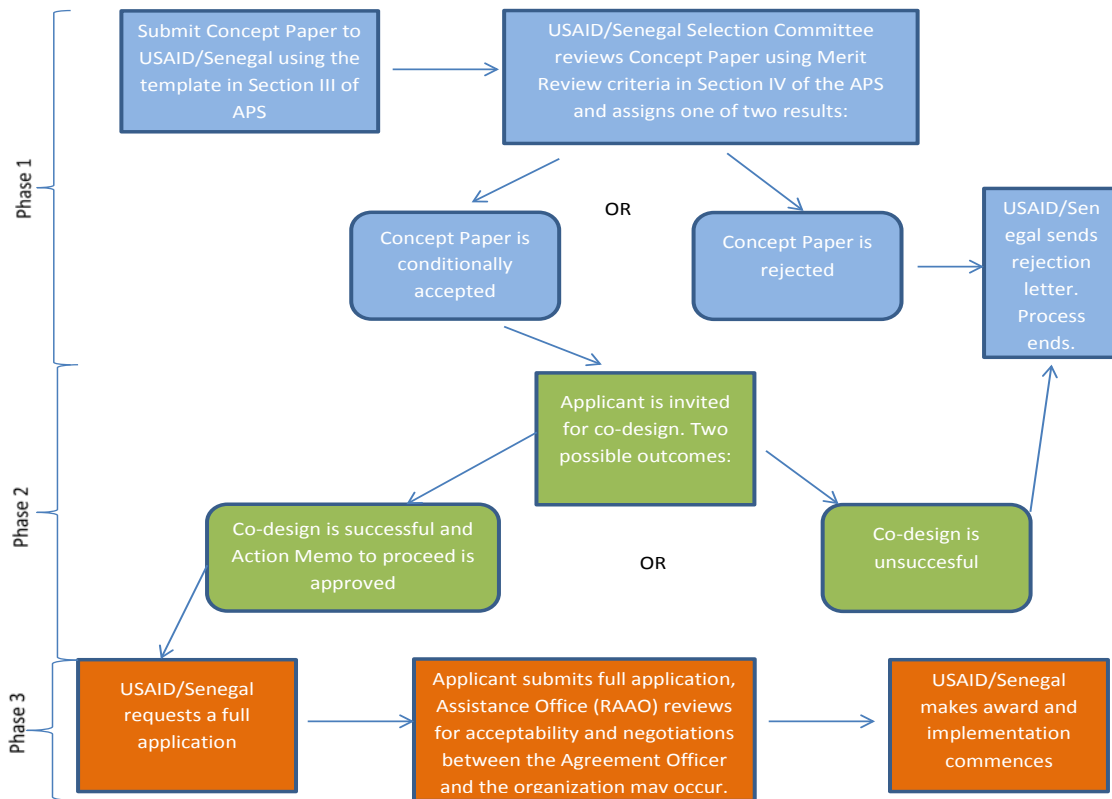 Phase 1
Submit Concept Paper to
USAID/Senegal using the
template in Section III of
APS
USAID/Senegal Selection Committee
reviews Concept Paper using Merit
Review criteria in Section IV of the APS
and assigns one of two results:
OR
Concept Paper is
conditionally
accepted
Concept Paper is
rejected
USAID/Sen
egal sends
rejection
letter.
Process
ends.
Phase 2
Applicant is invited
for co-design. Two
possible outcomes:
Co-design is successful and
Action Memo to proceed is
approved
OR
Co-design is
unsuccesful
Phase 3
USAID/Senegal
requests a full
application
Applicant submits full application,
Assistance Office (RAAO) reviews
for acceptability and negotiations
between the Agreement Officer
and the organization may occur.
USAID/Senegal
makes award and
implementation
commences